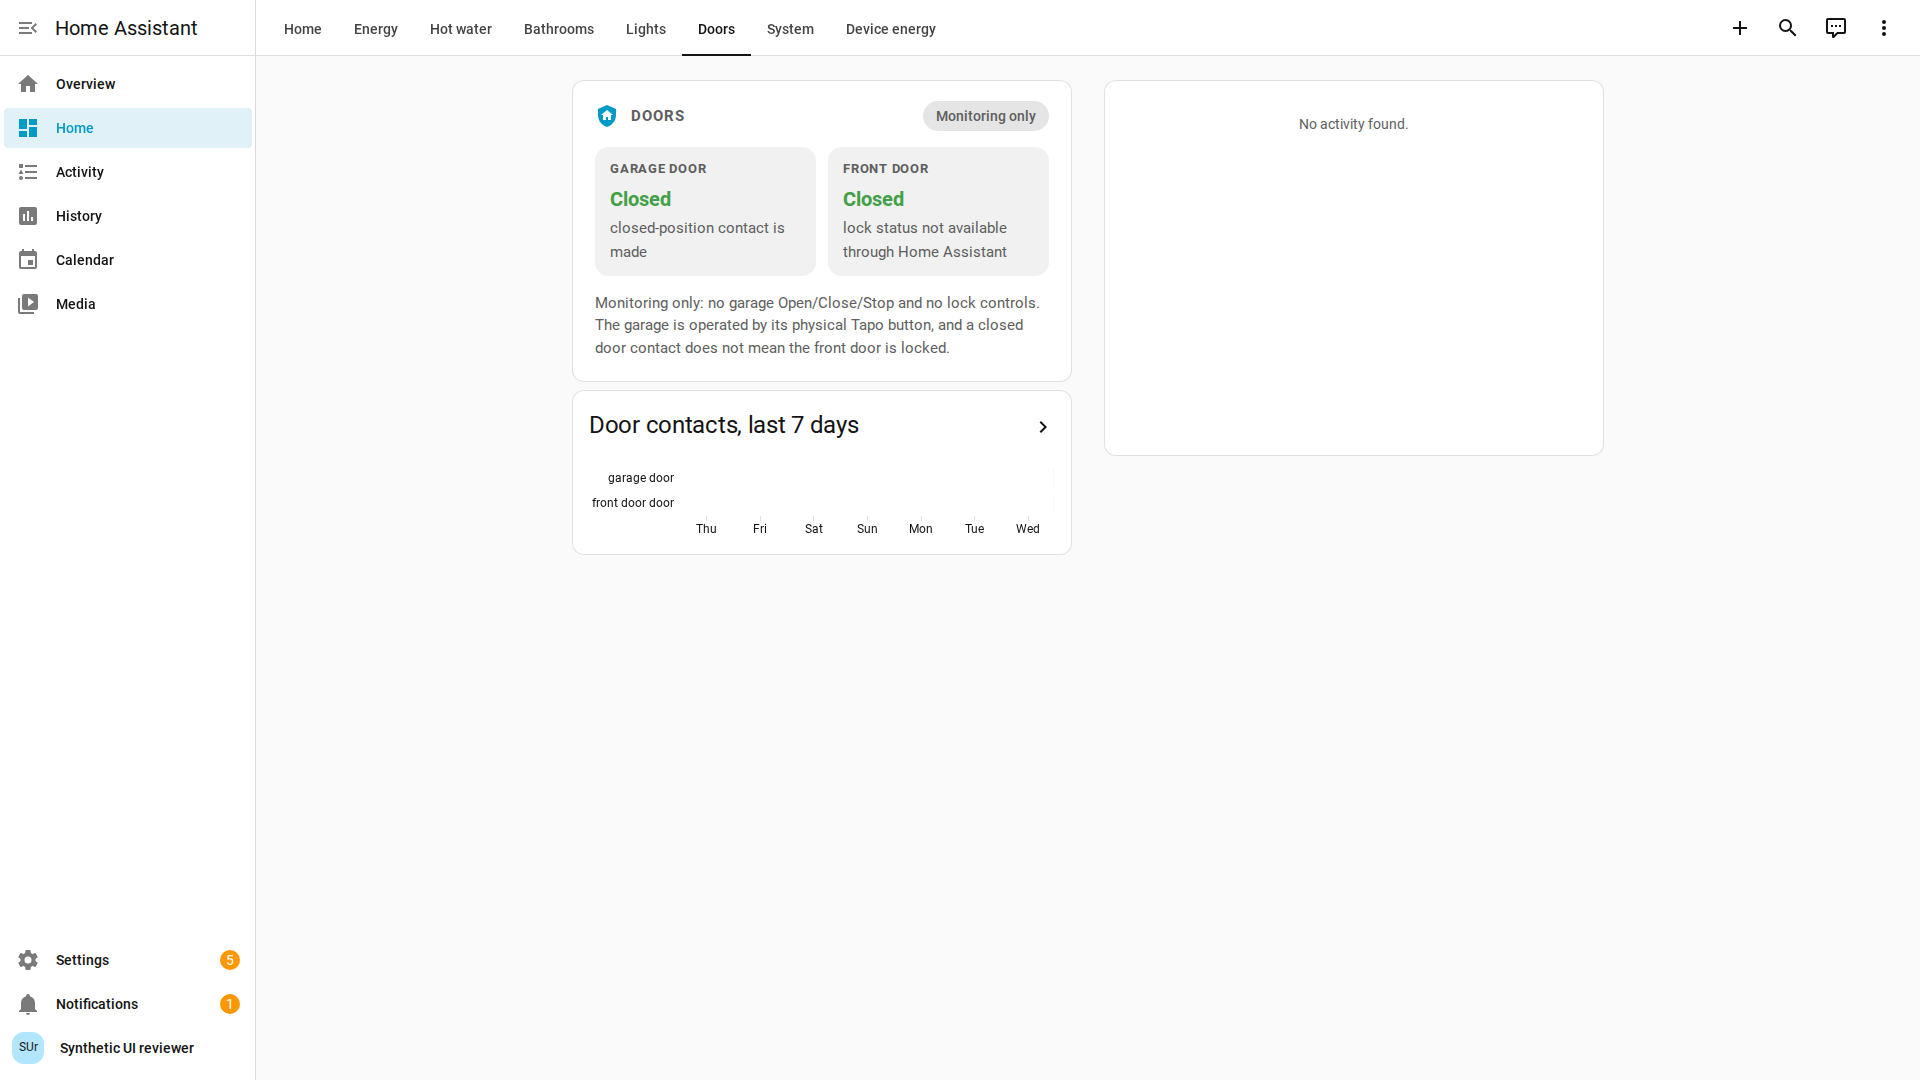 Home Assistant
Home
Energy
Hot water
Bathrooms
Lights
Doors
System
Device energy
Overview
Home
Activity
History
Calendar
Media
Settings
5
Notifications
1
SUr
Synthetic UI reviewer
DOORS
Monitoring only
GARAGE DOOR
Closed
closed-position contact is
made
FRONT DOOR
Closed
lock status not available
through Home Assistant
Monitoring only: no garage Open/Close/Stop and no lock controls.
The garage is operated by its physical Tapo button, and a closed
door contact does not mean the front door is locked.
Door contacts, last 7 days
garage door
front door door
Thu
Fri
Sat
Sun
Mon
Tue
Wed
No activity found.